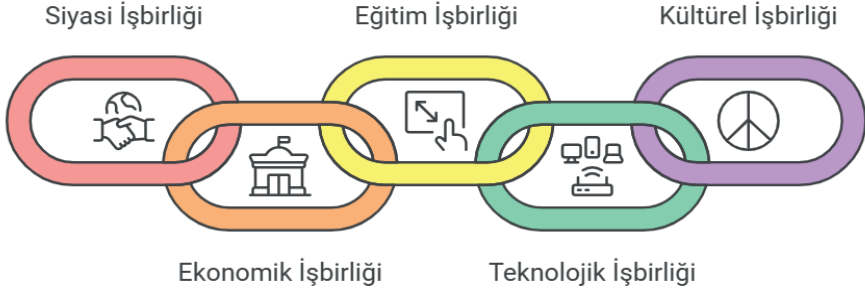 Siyasi İşbirliği
Eğitim İşbirliği
Kültürel İşbirliği
Ekonomik İşbirliği
Teknolojik İşbirliği